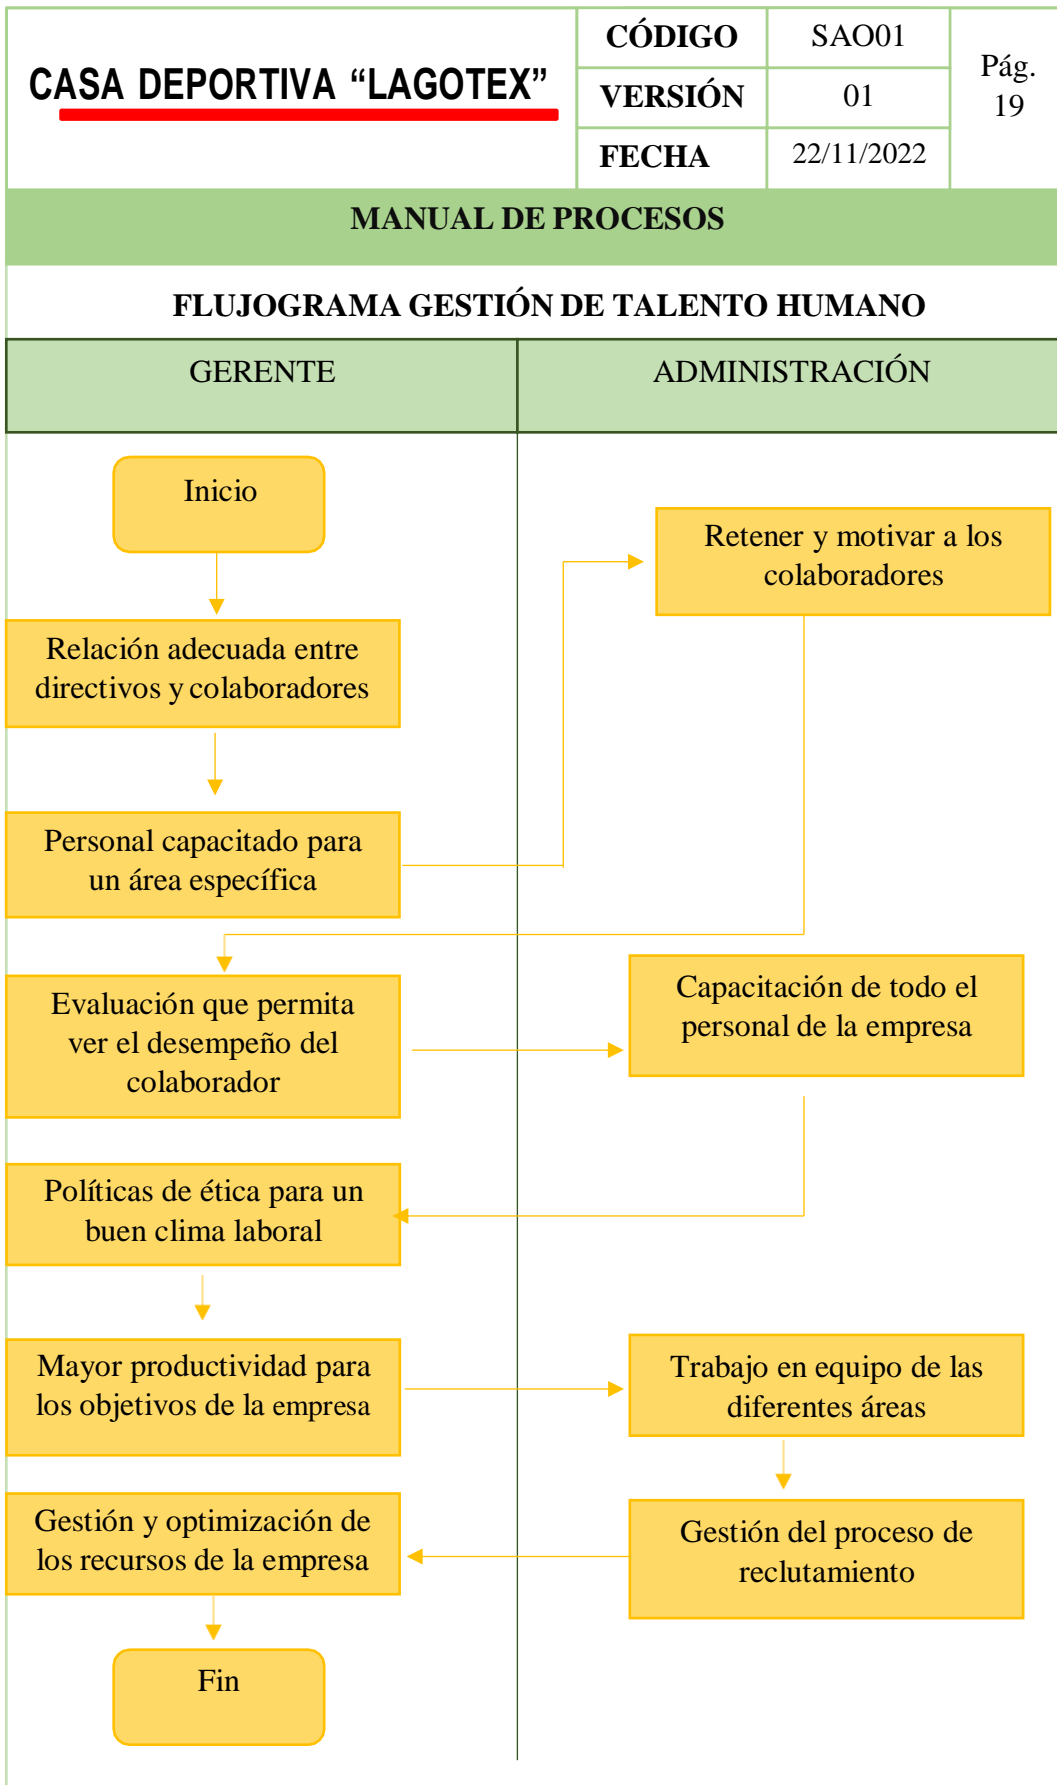 CASA DEPORTIVA “LAGOTEX”
CÓDIGO
SAO01
Pág.
19
VERSIÓN
01
FECHA
22/11/2022
MANUAL DE PROCESOS
FLUJOGRAMA GESTIÓN DE TALENTO HUMANO
GERENTE
ADMINISTRACIÓN
Inicio
Relación adecuada entre
directivos y colaboradores
Personal capacitado para
un área específica
Retener y motivar a los
colaboradores
Evaluación que permita
ver el desempeño del
colaborador
Capacitación de todo el
personal de la empresa
Políticas de ética para un
buen clima laboral
Mayor productividad para
los objetivos de la empresa
Trabajo en equipo de las
diferentes áreas
Gestión del proceso de
reclutamiento
Gestión y optimización de
los recursos de la empresa
Fin